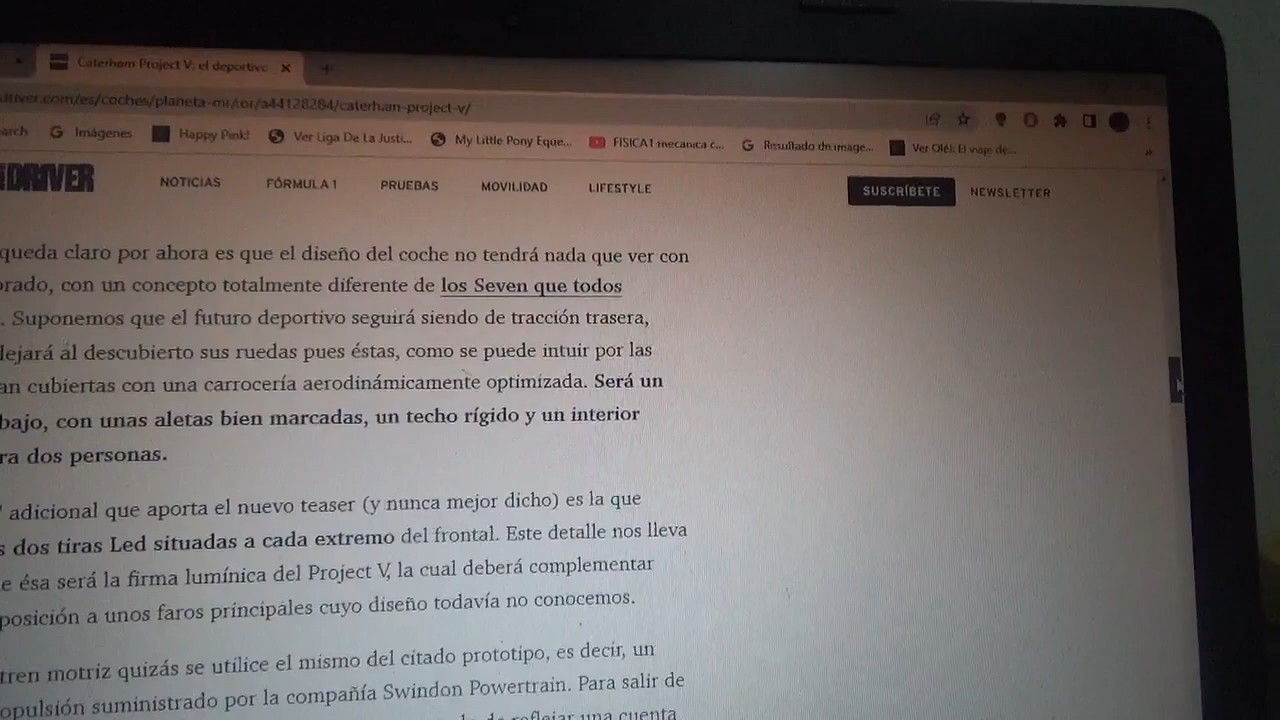 Caterham Project V: el deportivo
driver.com/es/coches/planeta-motor/a44128284/caterham-project-v/
arch Imágenes Happy Pink! Ver Liga De La Justi... My Little Pony Eque... FISICA1 mecanica c... Resultado de image... Ver Olé!: El viaje de...
DRIVER NOTICIAS FÓRMULA 1 PRUEBAS MOVILIDAD LIFESTYLE SUSCRÍBETE NEWSLETTER
queda claro por ahora es que el diseño del coche no tendrá nada que ver con
orado, con un concepto totalmente diferente de los Seven que todos
. Suponemos que el futuro deportivo seguirá siendo de tracción trasera,
dejará al descubierto sus ruedas pues éstas, como se puede intuir por las
an cubiertas con una carrocería aerodinámicamente optimizada. Será un
bajo, con unas aletas bien marcadas, un techo rígido y un interior
ra dos personas.
adicional que aporta el nuevo teaser (y nunca mejor dicho) es la que
s dos tiras Led situadas a cada extremo del frontal. Este detalle nos lleva
e ésa será la firma lumínica del Project V, la cual deberá complementar
posición a unos faros principales cuyo diseño todavía no conocemos.
tren motriz quizás se utilice el mismo del citado prototipo, es decir, un
opulsión suministrado por la compañía Swindon Powertrain. Para salir de
de reflejar una cuenta